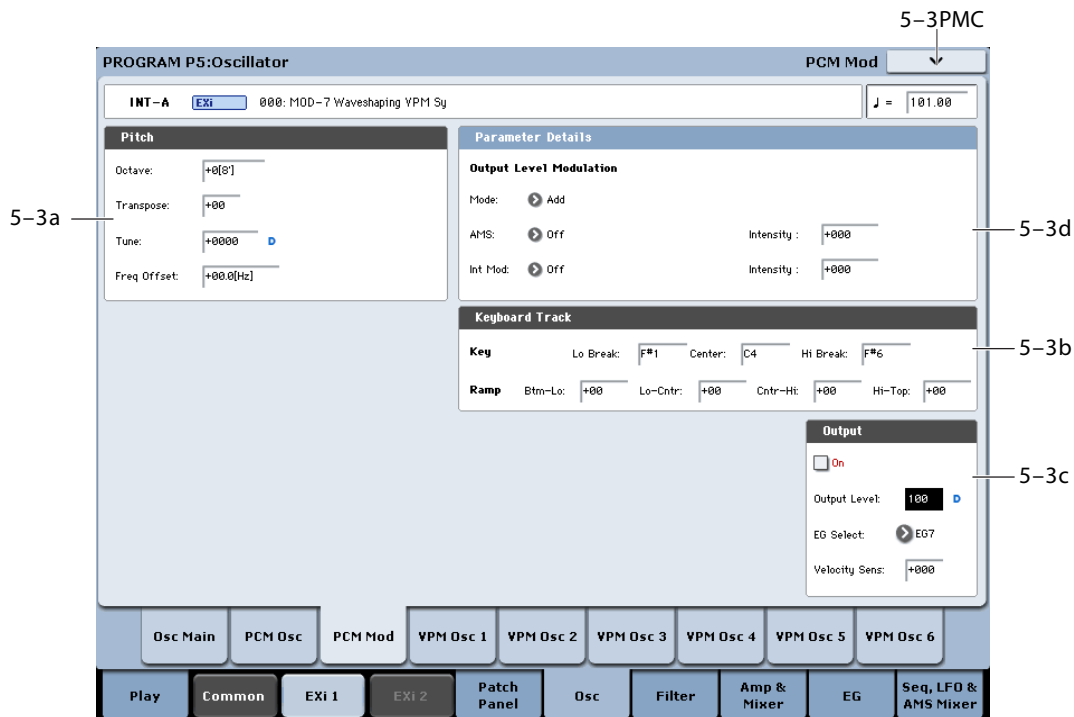 5–3PMC
PROGRAM P5:Oscillator
PCM Mod
INT-A
EXi
000: MOD-7 Waveshaping VPM Sy
♩ = 101.00
Pitch
Octave: +0[8']
Transpose: +00
Tune: +0000 D
Freq Offset: +00.0[Hz]
5–3a
Parameter Details
Output Level Modulation
Mode: Add
AMS: Off Intensity : +000
Int Mod: Off Intensity : +000
5–3d
Keyboard Track
Key Lo Break: F#1 Center: C4 Hi Break: F#6
Ramp Btm-Lo: +00 Lo-Cntr: +00 Cntr-Hi: +00 Hi-Top: +00
5–3b
Output
On
Output Level: 100 D
EG Select: EG7
Velocity Sens: +000
5–3c
Osc Main PCM Osc PCM Mod VPM Osc 1 VPM Osc 2 VPM Osc 3 VPM Osc 4 VPM Osc 5 VPM Osc 6
Play Common EXi 1 EXi 2 Patch Panel Osc Filter Amp & Mixer EG Seq, LFO & AMS Mixer